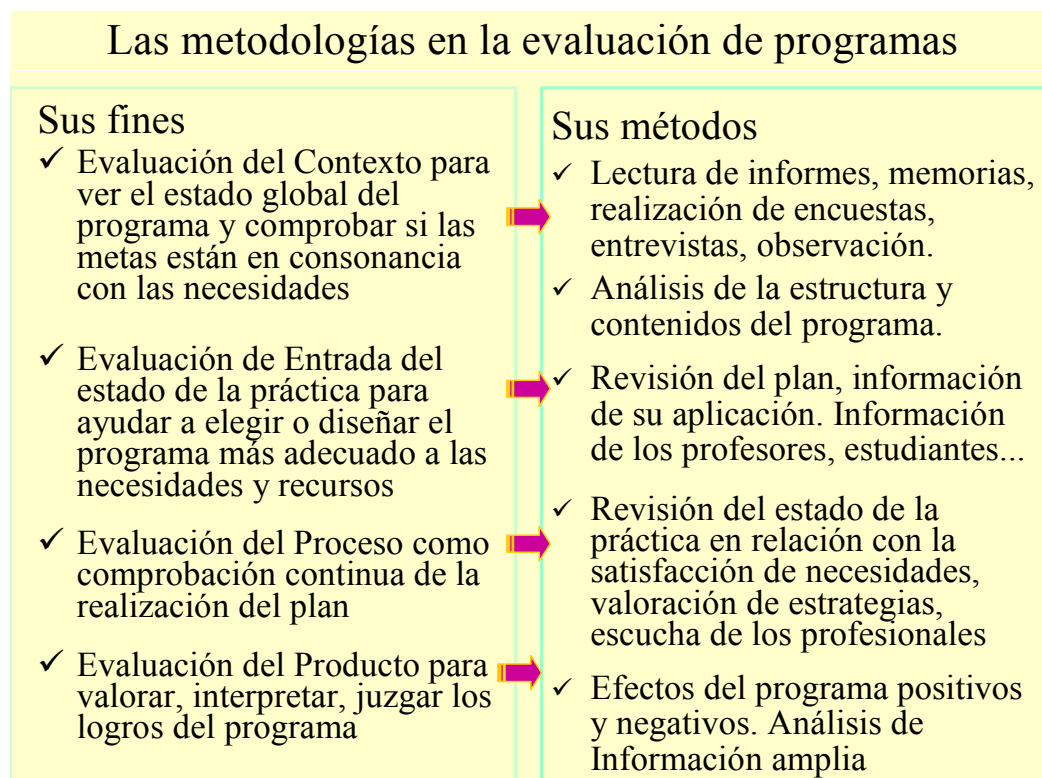 Las metodologías en la evaluación de programas
Sus fines
✓ Evaluación del Contexto para
ver el estado global del
programa y comprobar si las
metas están en consonancia
con las necesidades
✓ Evaluación de Entrada del
estado de la práctica para
ayudar a elegir o diseñar el
programa más adecuado a las
necesidades y recursos
✓ Evaluación del Proceso como
comprobación continua de la
realización del plan
✓ Evaluación del Producto para
valorar, interpretar, juzgar los
logros del programa
Sus métodos
✓ Lectura de informes, memorias,
realización de encuestas,
entrevistas, observación.
✓ Análisis de la estructura y
contenidos del programa.
✓ Revisión del plan, información
de su aplicación. Información
de los profesores, estudiantes...
✓ Revisión del estado de la
práctica en relación con la
satisfacción de necesidades,
valoración de estrategias,
escucha de los profesionales
✓ Efectos del programa positivos
y negativos. Análisis de
Información amplia